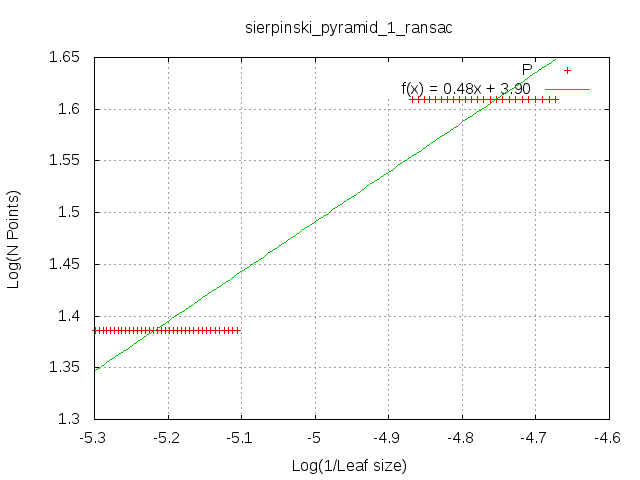 sierpinski_pyramid_1_ransac
P
f(x) = 0.48x + 3.90
1.65
1.6
1.55
1.5
1.45
1.4
1.35
1.3
Log(N Points)
-5.3 -5.2 -5.1 -5 -4.9 -4.8 -4.7 -4.6
Log(1/Leaf size)